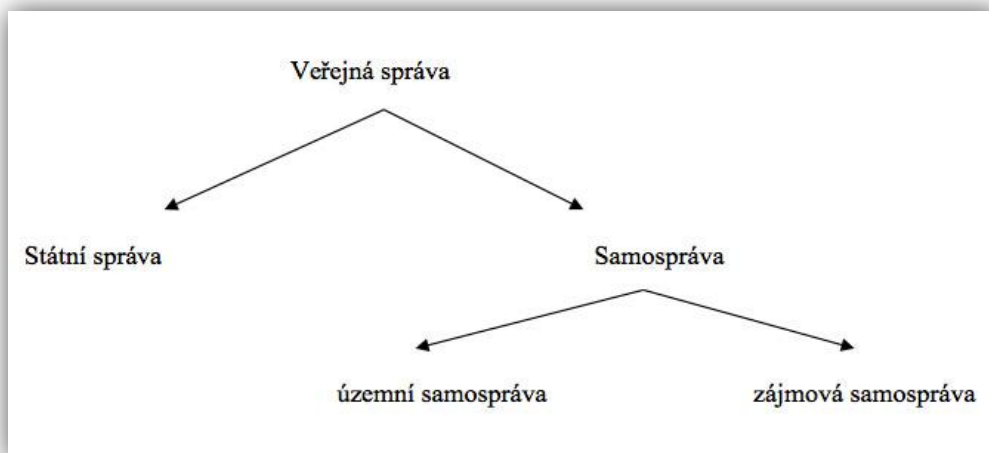 Veřejná správa
Státní správa
Samospráva
územní samospráva
zájmová samospráva